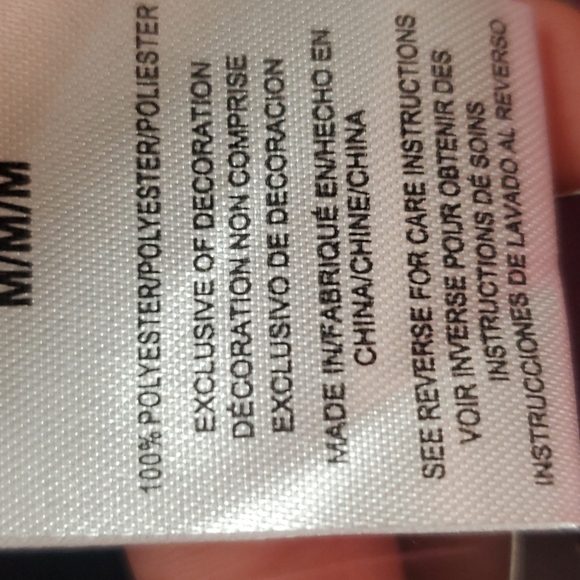 M/M/M
100% POLYESTER/POLYESTER/POLIESTER
EXCLUSIVE OF DECORATION
DÉCORATION NON COMPRISE
EXCLUSIVO DE DECORACION
MADE IN/FABRIQUÉ EN/HECHO EN
CHINA/CHINE/CHINA
SEE REVERSE FOR CARE INSTRUCTIONS
VOIR INVERSE POUR OBTENIR DES
INSTRUCTIONS DE SOINS
INSTRUCCIONES DE LAVADO AL REVERSO